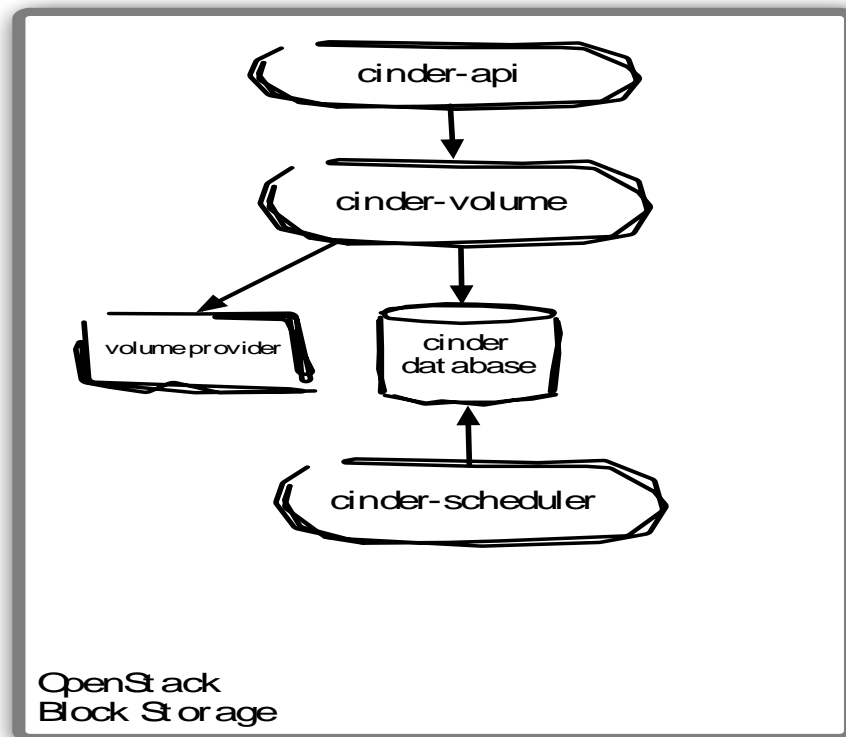 cinder-api
cinder-volume
volume provider
cinder
database
cinder-scheduler
OpenStack
Block Storage